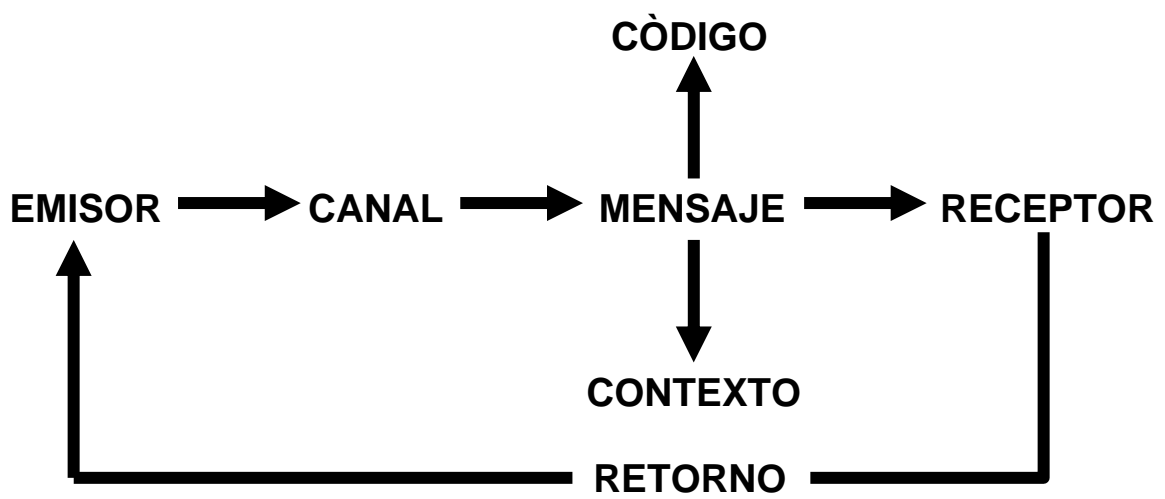 CÒDIGO
EMISOR CANAL MENSAJE RECEPTOR
CONTEXTO
RETORNO